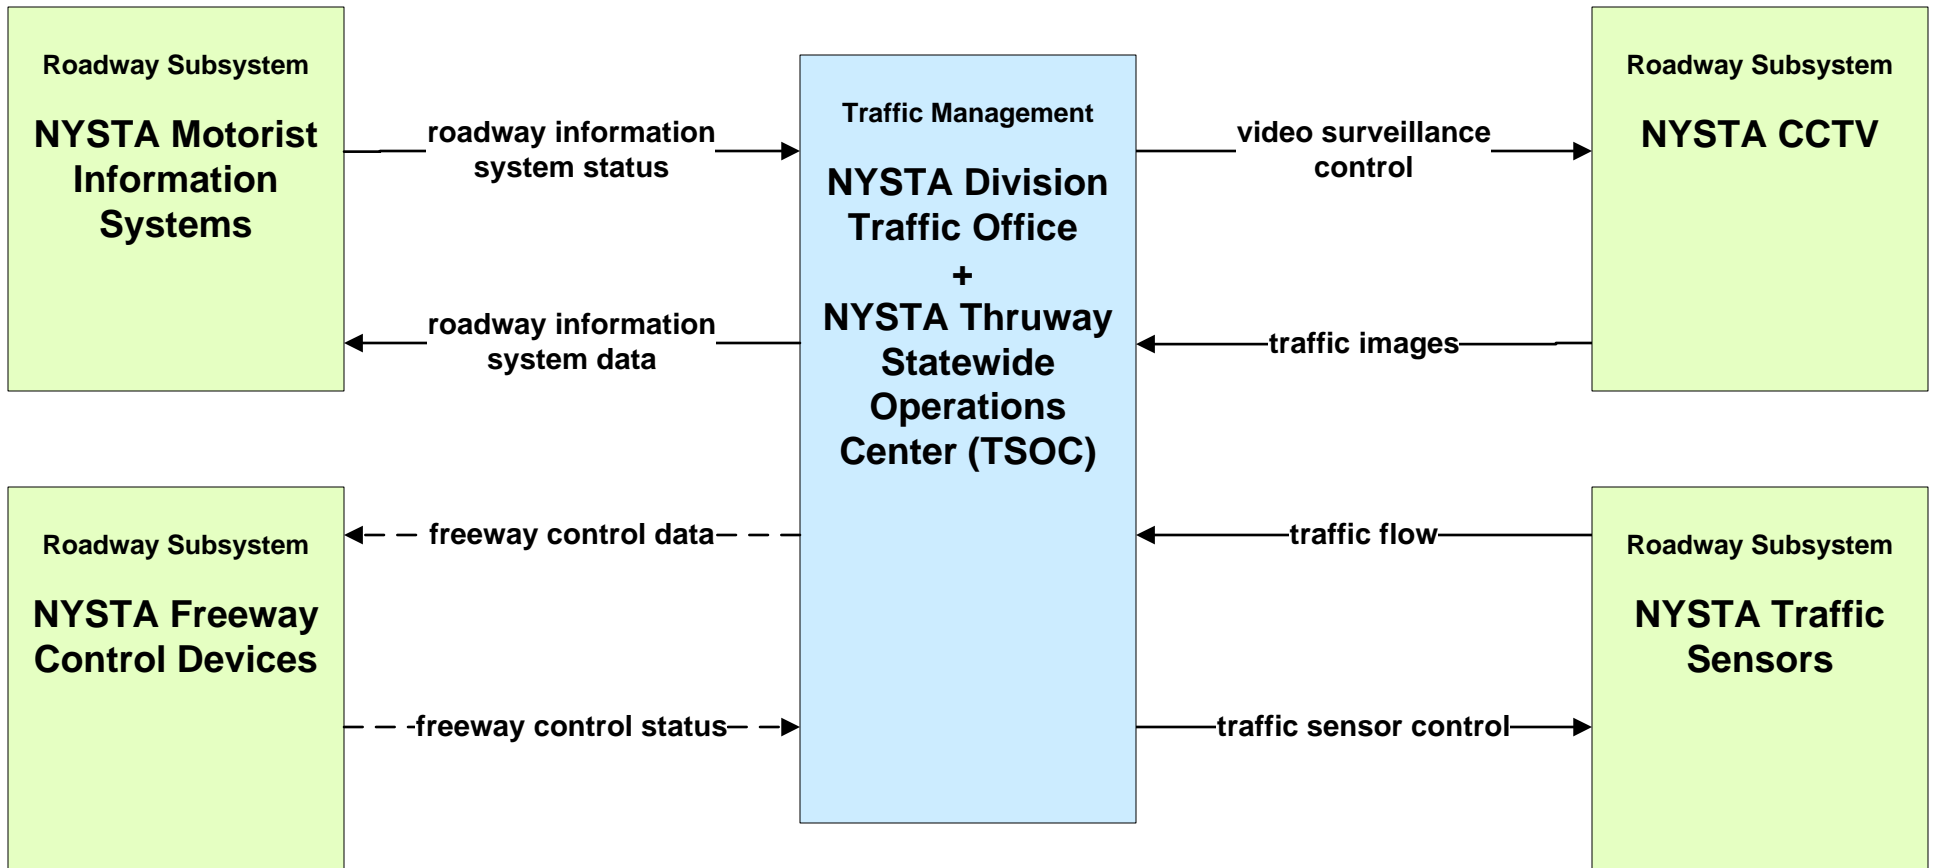 Roadway Subsystem
NYSTA Motorist
Information
Systems
roadway information
system status
roadway information
system data
Traffic Management
NYSTA Division
Traffic Office
+
NYSTA Thruway
Statewide
Operations
Center (TSOC)
video surveillance
control
traffic images
Roadway Subsystem
NYSTA CCTV
Roadway Subsystem
NYSTA Freeway
Control Devices
freeway control data
freeway control status
traffic flow
traffic sensor control
Roadway Subsystem
NYSTA Traffic
Sensors